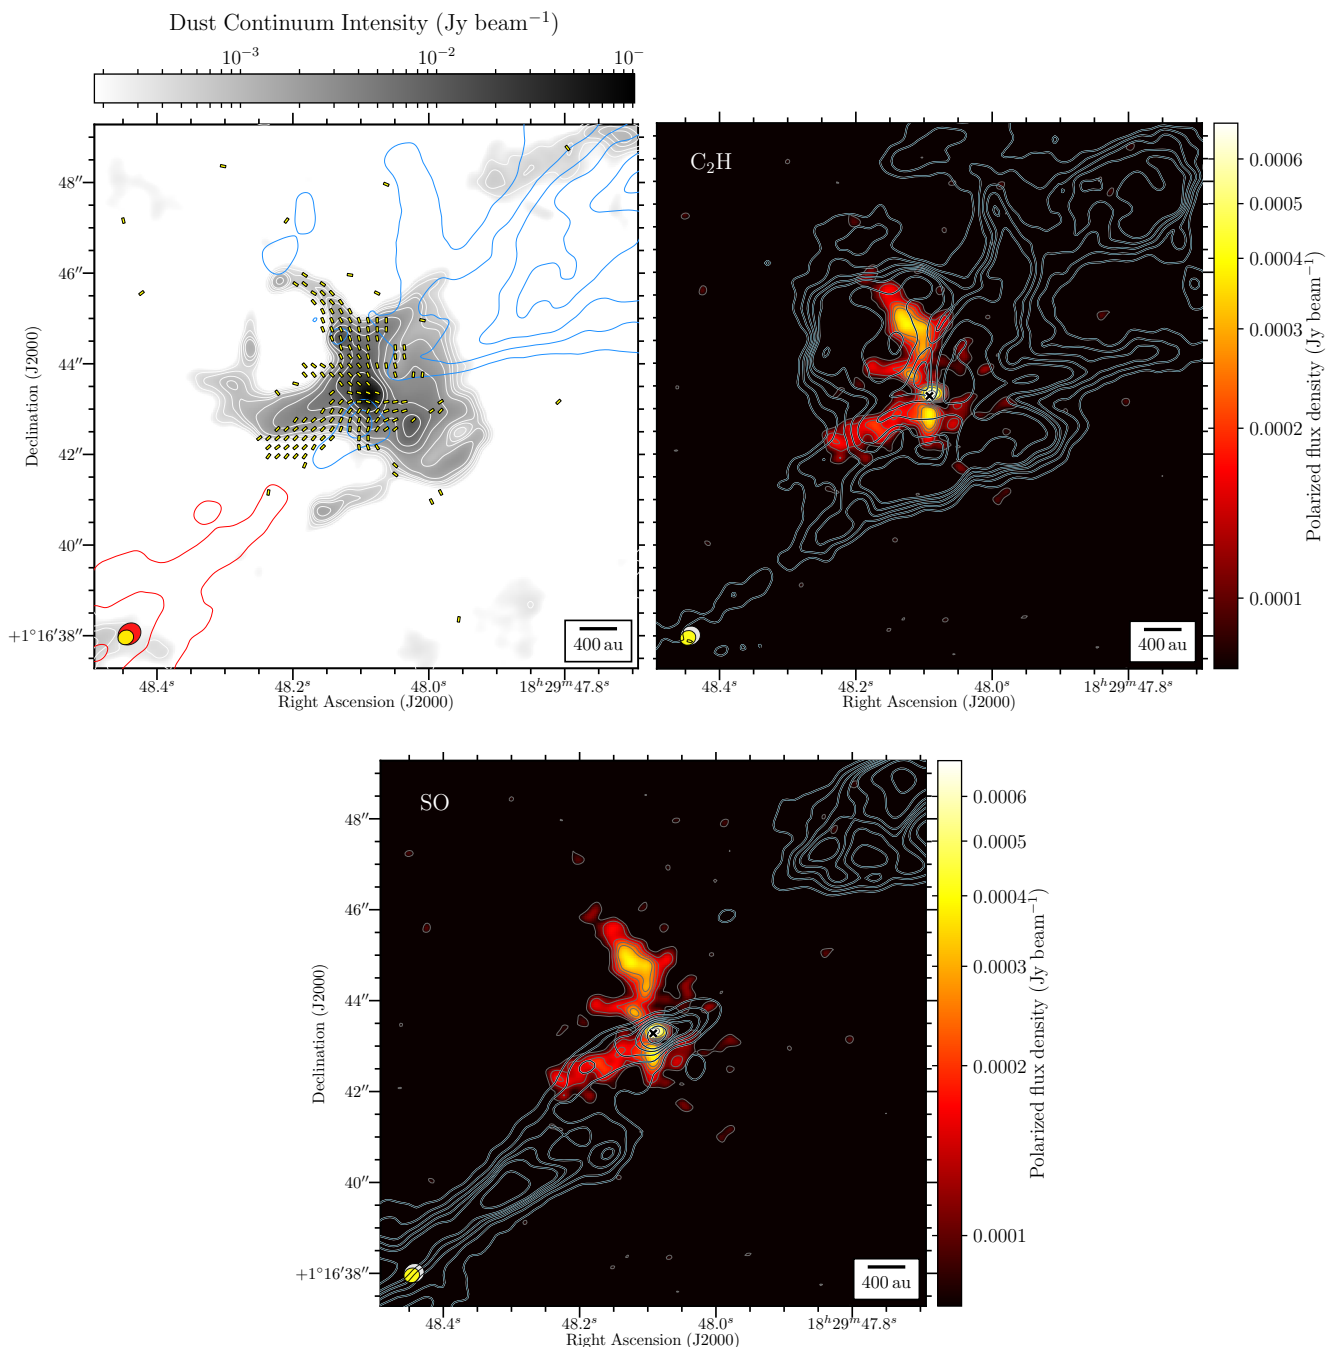 Dust Continuum Intensity (Jy beam⁻¹)
10⁻³ 10⁻² 10⁻
48″
46″
44″
42″
40″
+1°16′38″
Declination (J2000)
400 au
48.4ˢ 48.2ˢ 48.0ˢ 18ʰ29ᵐ47.8ˢ
Right Ascension (J2000)
C₂H
400 au
48.4ˢ 48.2ˢ 48.0ˢ 18ʰ29ᵐ47.8ˢ
Right Ascension (J2000)
0.0006
0.0005
0.0004
0.0003
0.0002
0.0001
Polarized flux density (Jy beam⁻¹)
SO
48″
46″
44″
42″
40″
+1°16′38″
Declination (J2000)
400 au
48.4ˢ 48.2ˢ 48.0ˢ 18ʰ29ᵐ47.8ˢ
Right Ascension (J2000)
0.0006
0.0005
0.0004
0.0003
0.0002
0.0001
Polarized flux density (Jy beam⁻¹)